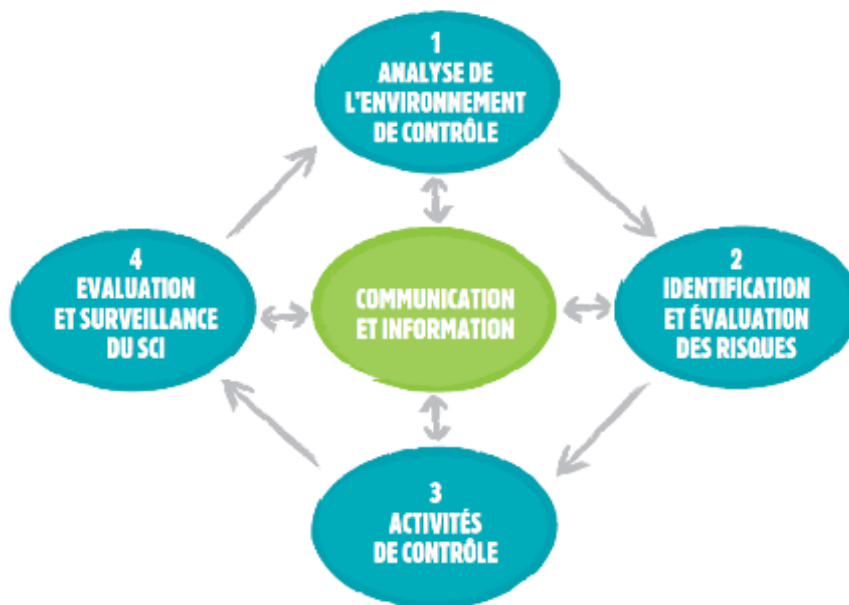 1
ANALYSE DE
L'ENVIRONNEMENT
DE CONTRÔLE
4
EVALUATION
ET SURVEILLANCE
DU SCI
COMMUNICATION
ET INFORMATION
2
IDENTIFICATION
ET ÉVALUATION
DES RISQUES
3
ACTIVITÉS
DE CONTRÔLE